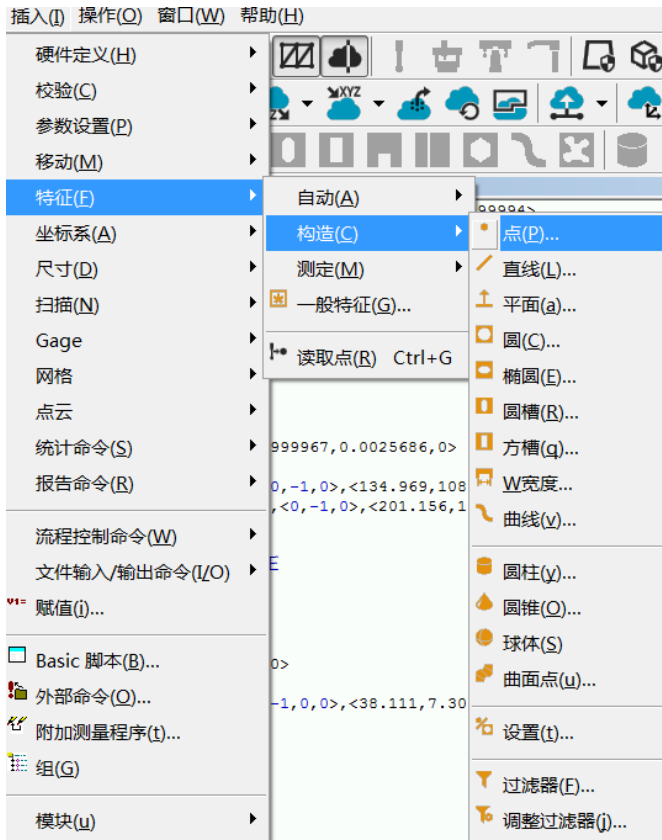 插入(I) 操作(O) 窗口(W) 帮助(H)
硬件定义(H)
校验(C)
参数设置(P)
移动(M)
特征(F)
坐标系(A)
尺寸(D)
扫描(N)
Gage
网格
点云
统计命令(S)
报告命令(R)
流程控制命令(W)
文件输入/输出命令(I/O)
V1= 赋值(i)...
Basic 脚本(B)...
外部命令(O)...
附加测量程序(t)...
组(G)
模块(u)
XYZ
自动(A)
构造(C)
测定(M)
一般特征(G)...
读取点(R) Ctrl+G
99994>
点(P)...
直线(L)...
平面(a)...
圆(C)...
椭圆(E)...
圆槽(R)...
方槽(q)...
W宽度...
曲线(v)...
圆柱(y)...
圆锥(O)...
球体(S)
曲面点(u)...
设置(t)...
过滤器(F)...
调整过滤器(j)...
999967,0.0025686,0>
0,-1,0>,<134.969,108
,<0,-1,0>,<201.156,1
E
0>
-1,0,0>,<38.111,7.30